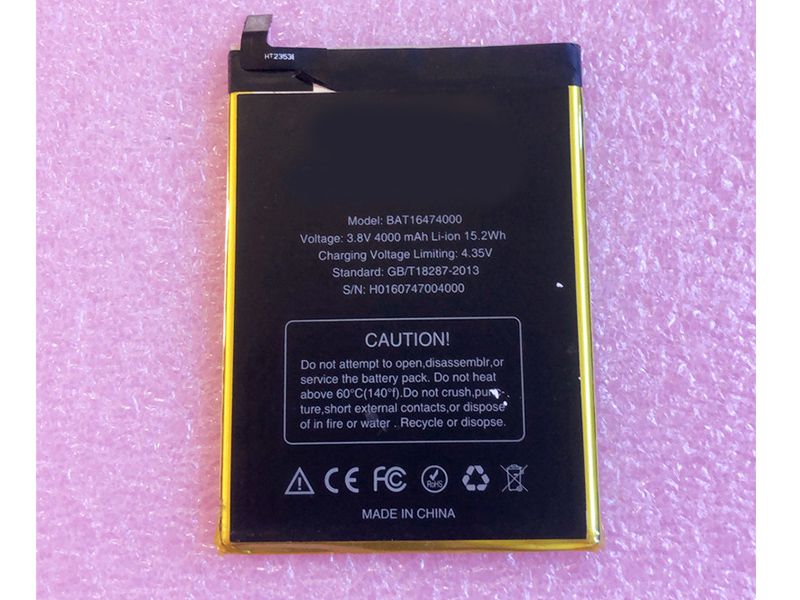 HT2353I
Model: BAT16474000
Voltage: 3.8V 4000 mAh Li-ion 15.2Wh
Charging Voltage Limiting: 4.35V
Standard: GB/T18287-2013
S/N: H0160747004000
CAUTION!
Do not attempt to open,disassemblr,or
service the battery pack. Do not heat
above 60°C(140°f).Do not crush,punc-
ture,short external contacts,or dispose
of in fire or water . Recycle or disopse.
CE FC RoHS
MADE IN CHINA